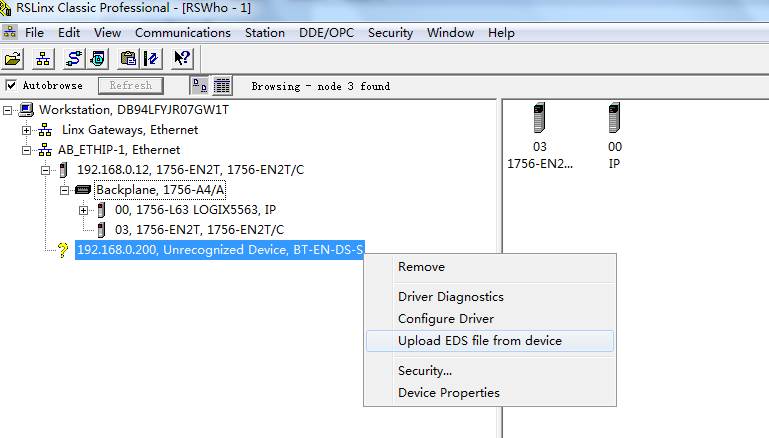 RSLinx Classic Professional - [RSWho - 1]
File Edit View Communications Station DDE/OPC Security Window Help
Autobrowse Refresh Browsing - node 3 found
Workstation, DB94LFYJR07GW1T
Linx Gateways, Ethernet
AB_ETHIP-1, Ethernet
192.168.0.12, 1756-EN2T, 1756-EN2T/C
Backplane, 1756-A4/A
00, 1756-L63 LOGIX5563, IP
03, 1756-EN2T, 1756-EN2T/C
192.168.0.200, Unrecognized Device, BT-EN-DS-S
03
1756-EN2...
00
IP
Remove
Driver Diagnostics
Configure Driver
Upload EDS file from device
Security...
Device Properties